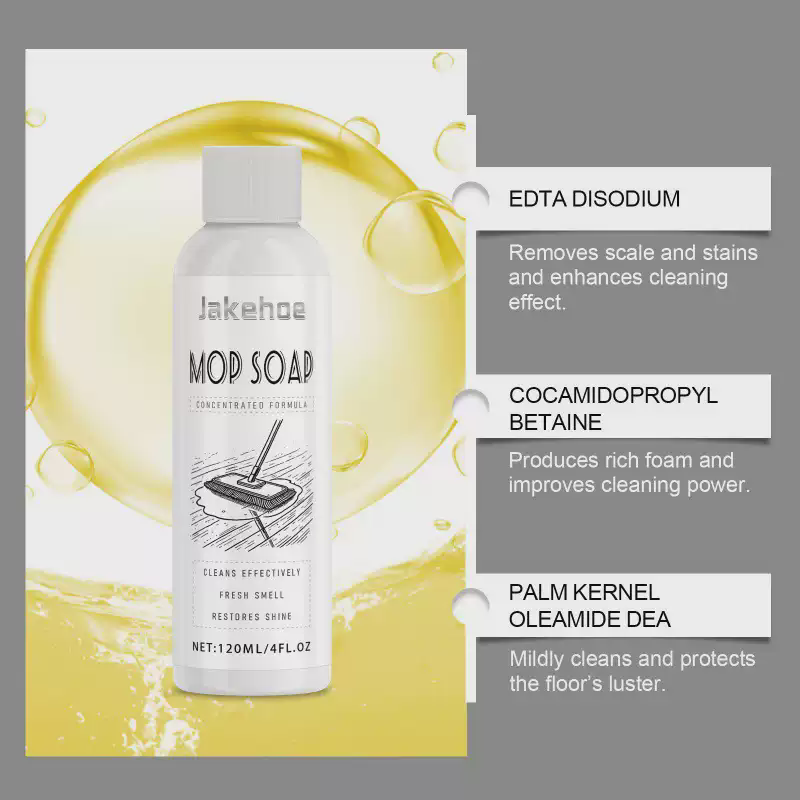 Jakehoe
MOP SOAP
CONCENTRATED FORMULA
CLEANS EFFECTIVELY
FRESH SMELL
RESTORES SHINE
NET:120ML/4FL.OZ
EDTA DISODIUM
Removes scale and stains
and enhances cleaning
effect.
COCAMIDOPROPYL
BETAINE
Produces rich foam and
improves cleaning power.
PALM KERNEL
OLEAMIDE DEA
Mildly cleans and protects
the floor's luster.